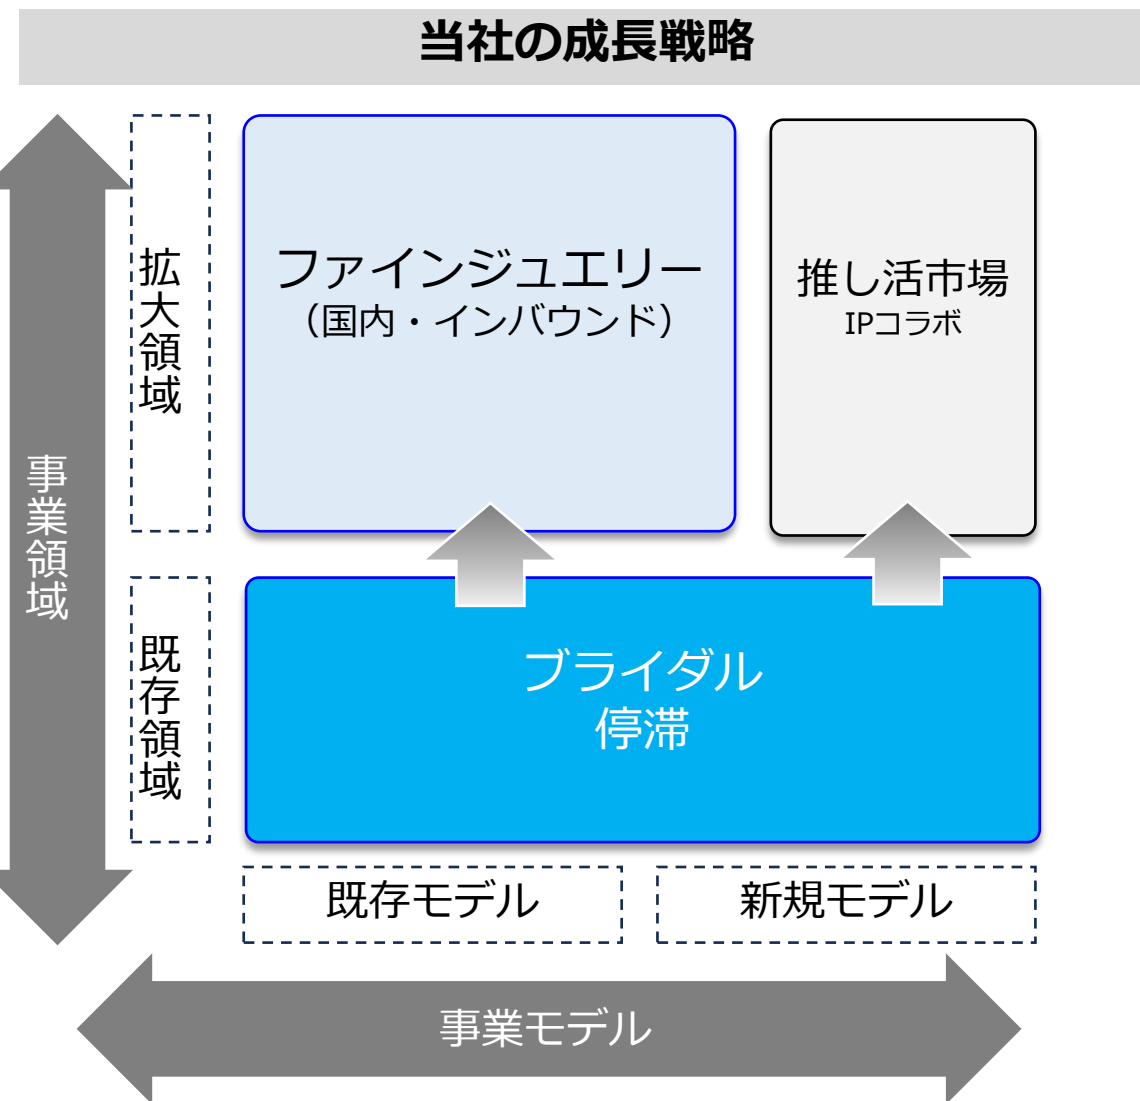 当社の成長戦略
事業領域
拡大領域
ファインジュエリー
（国内・インバウンド）
推し活市場
IPコラボ
既存領域
ブライダル
停滞
既存モデル
新規モデル
事業モデル